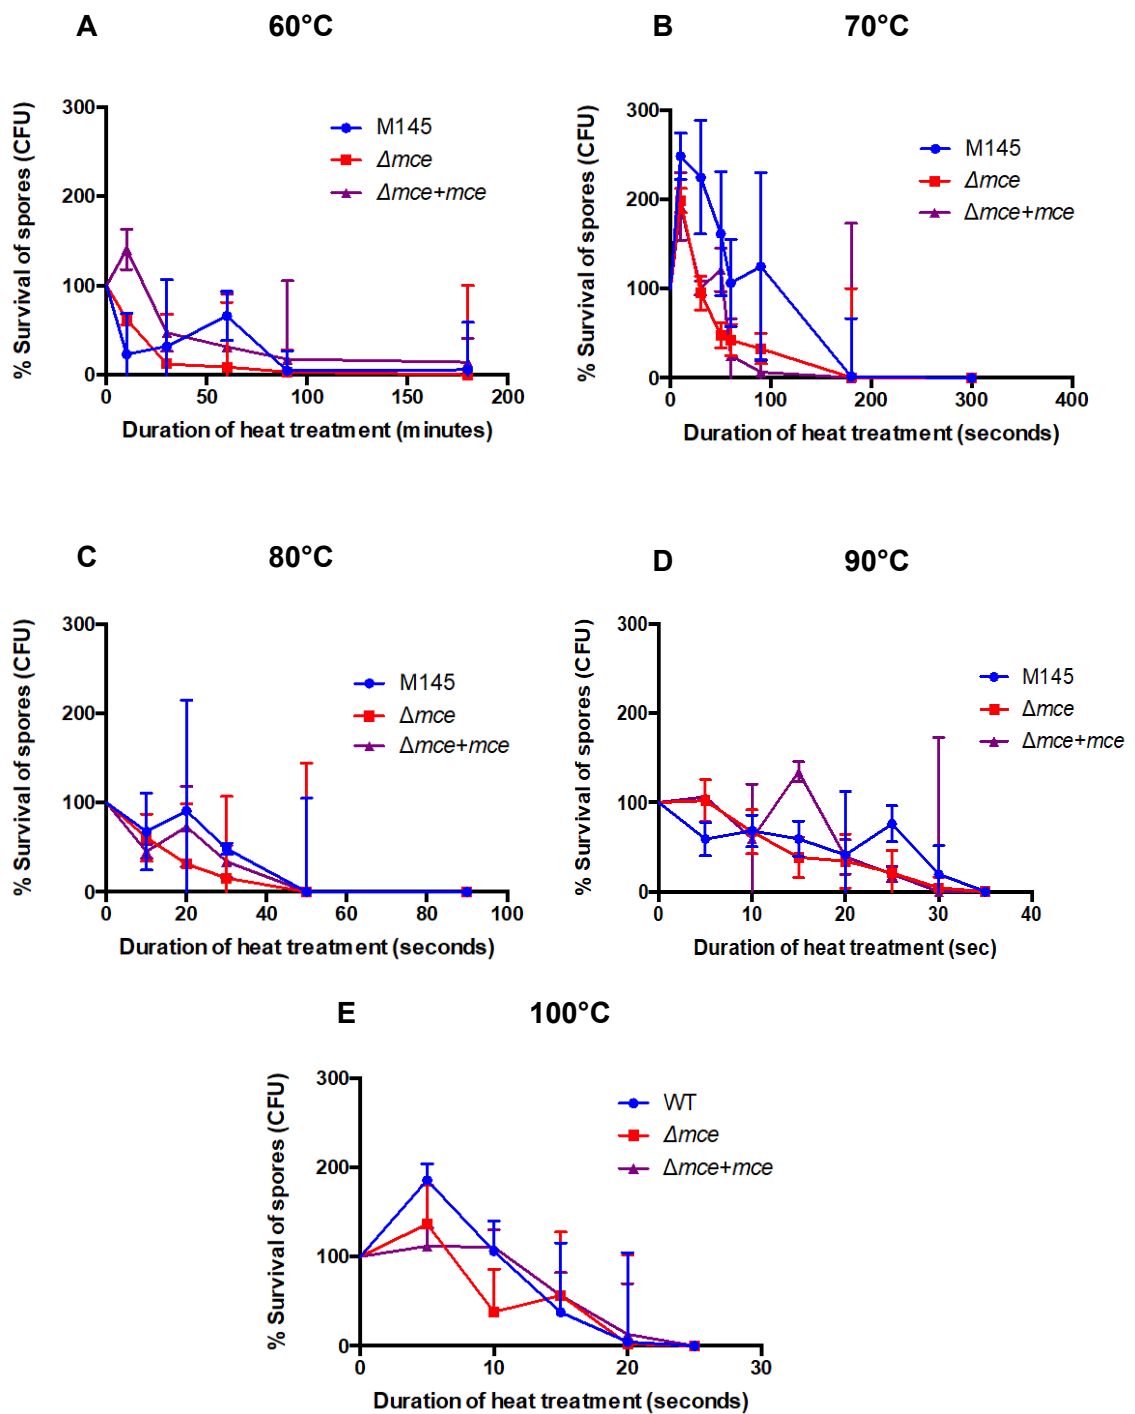 A 60°C
% Survival of spores (CFU)
300
200
100
0
0 50 100 150 200
Duration of heat treatment (minutes)
M145
Δmce
Δmce+mce
B 70°C
% Survival of spores (CFU)
300
200
100
0
0 100 200 300 400
Duration of heat treatment (seconds)
M145
Δmce
Δmce+mce
C 80°C
% Survival of spores (CFU)
300
200
100
0
0 20 40 60 80 100
Duration of heat treatment (seconds)
M145
Δmce
Δmce+mce
D 90°C
% Survival of spores (CFU)
300
200
100
0
0 10 20 30 40
Duration of heat treatment (sec)
M145
Δmce
Δmce+mce
E 100°C
% Survival of spores (CFU)
300
200
100
0
0 10 20 30
Duration of heat treatment (seconds)
WT
Δmce
Δmce+mce